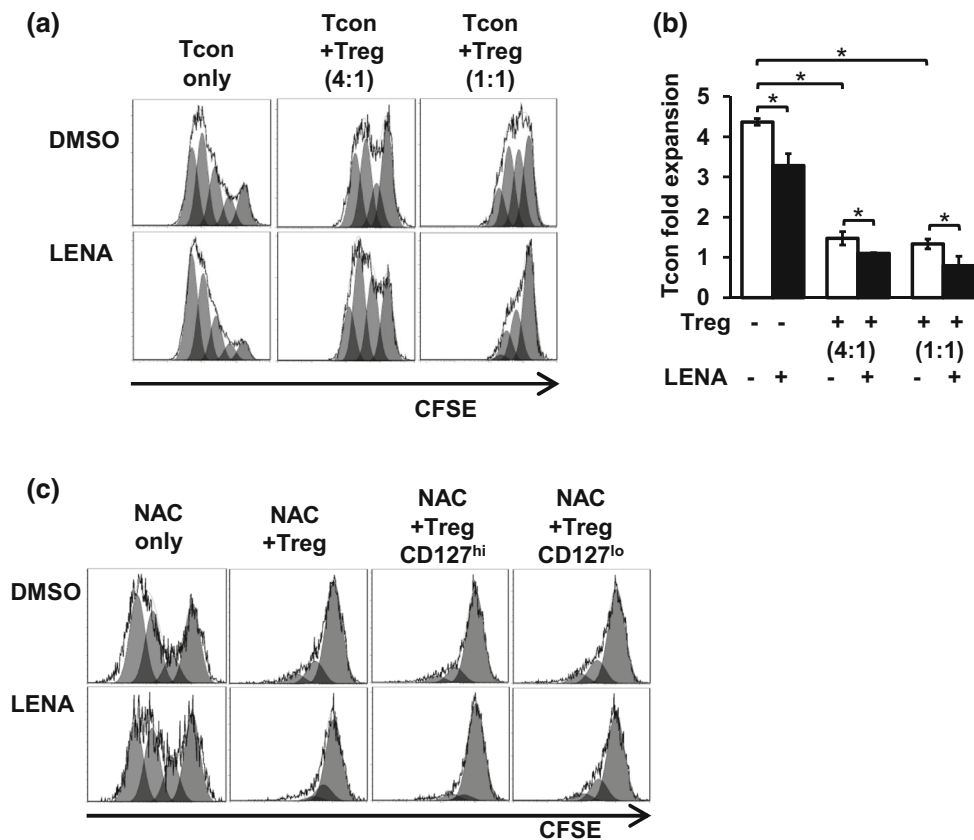 (a)
Tcon only
Tcon +Treg (4:1)
Tcon +Treg (1:1)
DMSO
LENA
CFSE
(b)
*
*
*
*
*
Tcon fold expansion
5
4
3
2
1
0
Treg - - + + + +
(4:1) (1:1)
LENA - + - + - +
(c)
NAC only
NAC +Treg
NAC +Treg CD127hi
NAC +Treg CD127lo
DMSO
LENA
CFSE